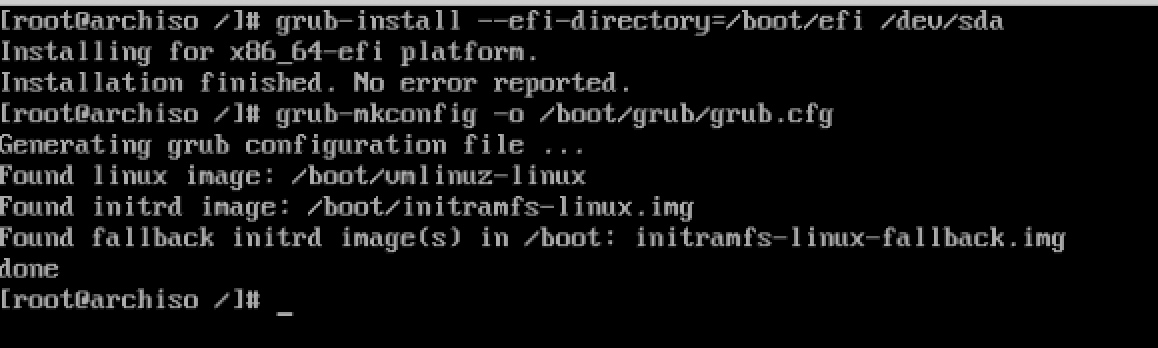 [root@archiso /]# grub-install --efi-directory=/boot/efi /dev/sda
Installing for x86_64-efi platform.
Installation finished. No error reported.
[root@archiso /]# grub-mkconfig -o /boot/grub/grub.cfg
Generating grub configuration file ...
Found linux image: /boot/vmlinuz-linux
Found initrd image: /boot/initramfs-linux.img
Found fallback initrd image(s) in /boot: initramfs-linux-fallback.img
done
[root@archiso /]# _